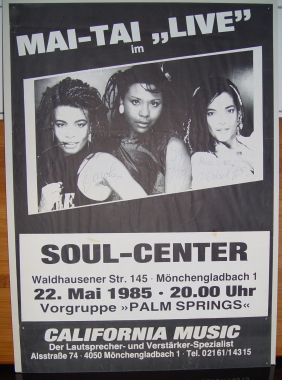 MAI-TAI „LIVE"
im
SOUL-CENTER
Waldhausener Str. 145 · Mönchengladbach 1
22. Mai 1985 · 20.00 Uhr
Vorgruppe »PALM SPRINGS«
CALIFORNIA MUSIC
Der Lautsprecher- und Verstärker-Spezialist
Aisstraße 74 · 4050 Mönchengladbach 1 · Tel. 02161/14315